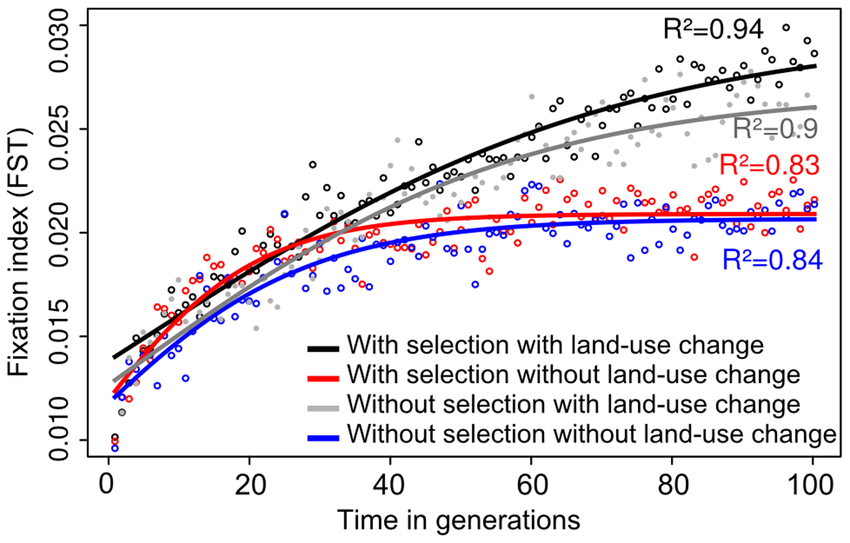 R²=0.94
R²=0.9
R²=0.83
R²=0.84
Fixation index (FST)
0.030
0.025
0.020
0.015
0.010
With selection with land-use change
With selection without land-use change
Without selection with land-use change
Without selection without land-use change
0 20 40 60 80 100
Time in generations